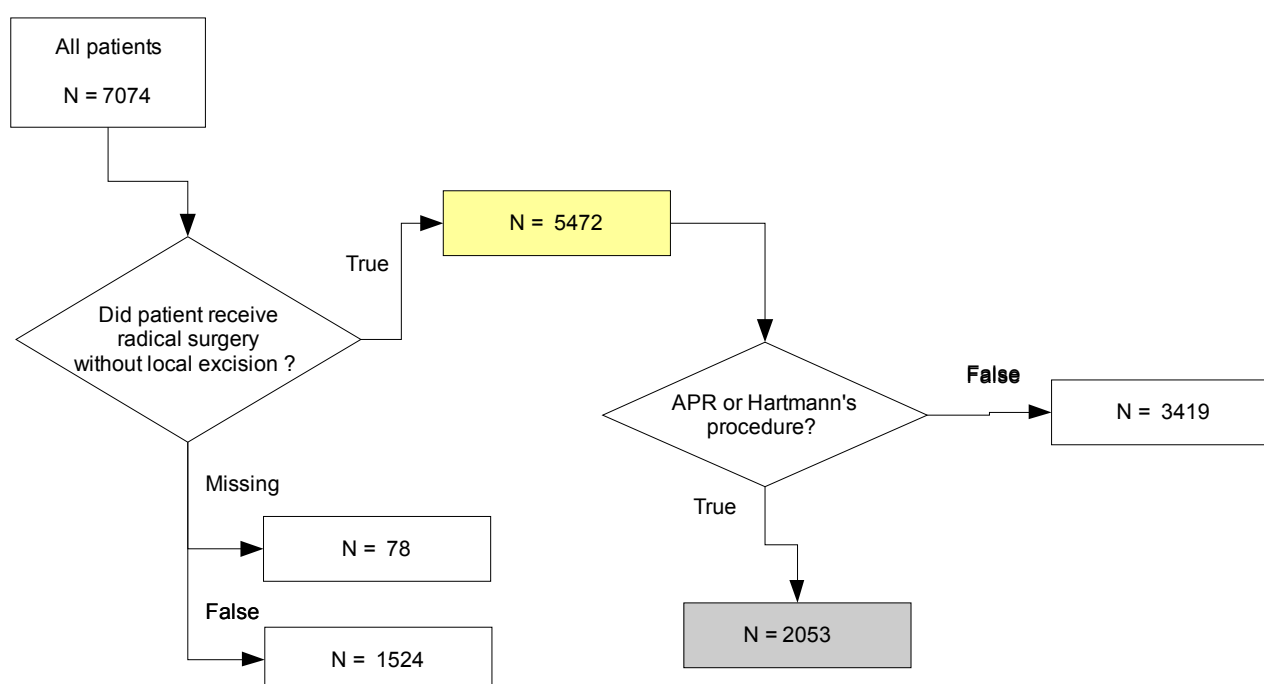 All patients
N = 7074
N = 5472
True
Did patient receive
radical surgery
without local excision ?
APR or Hartmann's
procedure?
False
N = 3419
Missing
True
N = 78
False
N = 2053
N = 1524